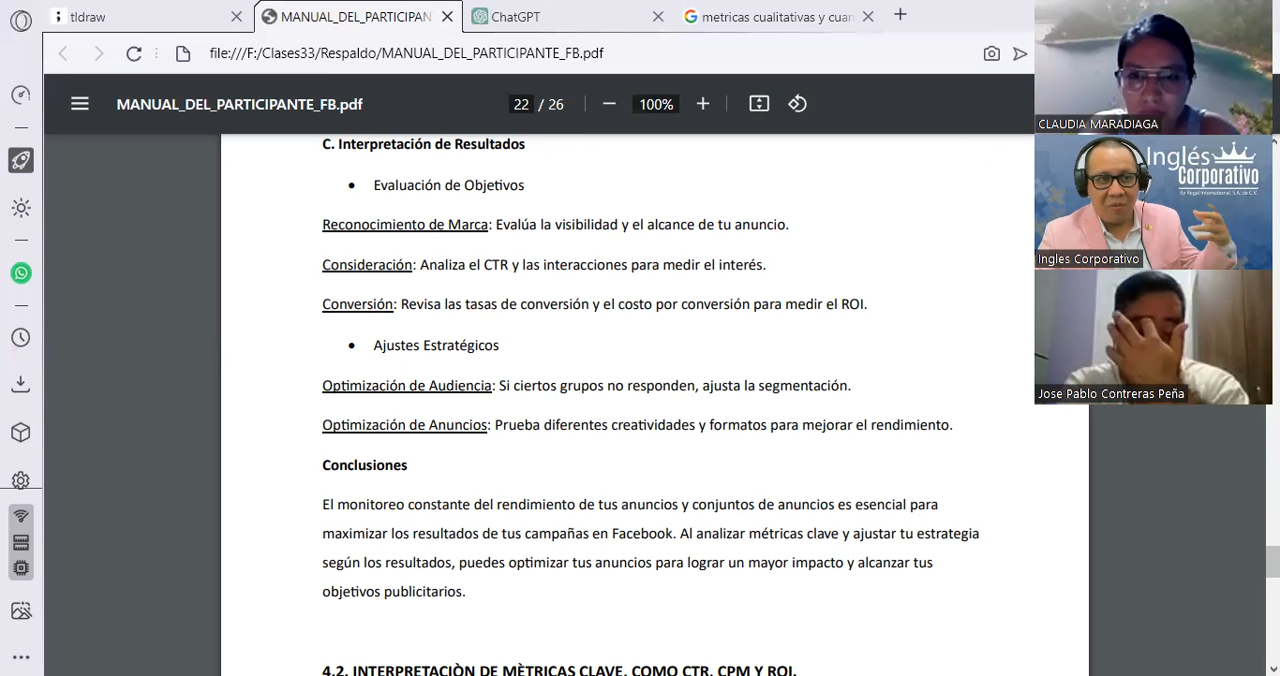 tldraw
MANUAL_DEL_PARTICIPAN
ChatGPT
metricas cualitativas y cuan
file:///F:/Clases33/Respaldo/MANUAL_DEL_PARTICIPANTE_FB.pdf
MANUAL_DEL_PARTICIPANTE_FB.pdf
22 / 26
100%
C. Interpretación de Resultados
• Evaluación de Objetivos
Reconocimiento de Marca: Evalúa la visibilidad y el alcance de tu anuncio.
Consideración: Analiza el CTR y las interacciones para medir el interés.
Conversión: Revisa las tasas de conversión y el costo por conversión para medir el ROI.
• Ajustes Estratégicos
Optimización de Audiencia: Si ciertos grupos no responden, ajusta la segmentación.
Optimización de Anuncios: Prueba diferentes creatividades y formatos para mejorar el rendimiento.
Conclusiones
El monitoreo constante del rendimiento de tus anuncios y conjuntos de anuncios es esencial para
maximizar los resultados de tus campañas en Facebook. Al analizar métricas clave y ajustar tu estrategia
según los resultados, puedes optimizar tus anuncios para lograr un mayor impacto y alcanzar tus
objetivos publicitarios.
4.2. INTERPRETACIÒN DE MÈTRICAS CLAVE, COMO CTR, CPM Y ROI.
CLAUDIA MARADIAGA
Inglés
Corporativo
By Regal International, S.A. de C.V.
Ingles Corporativo
Jose Pablo Contreras Peña